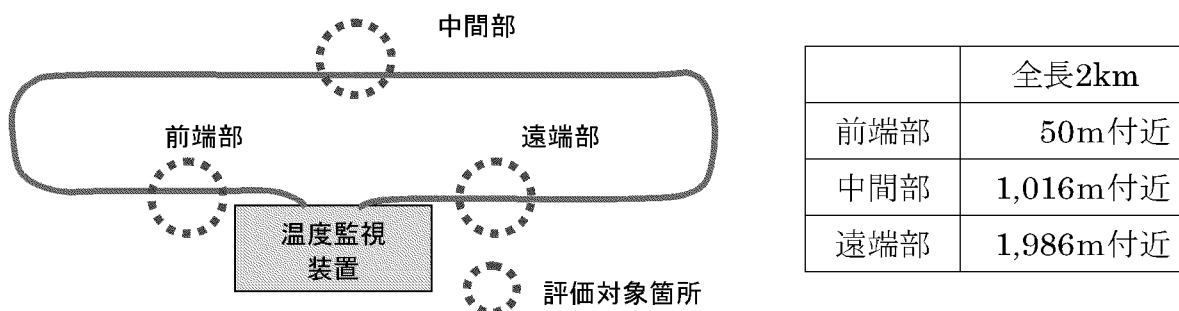 中間部
前端部
遠端部
温度監視
装置
評価対象箇所
全長2km
前端部 50m付近
中間部 1,016m付近
遠端部 1,986m付近